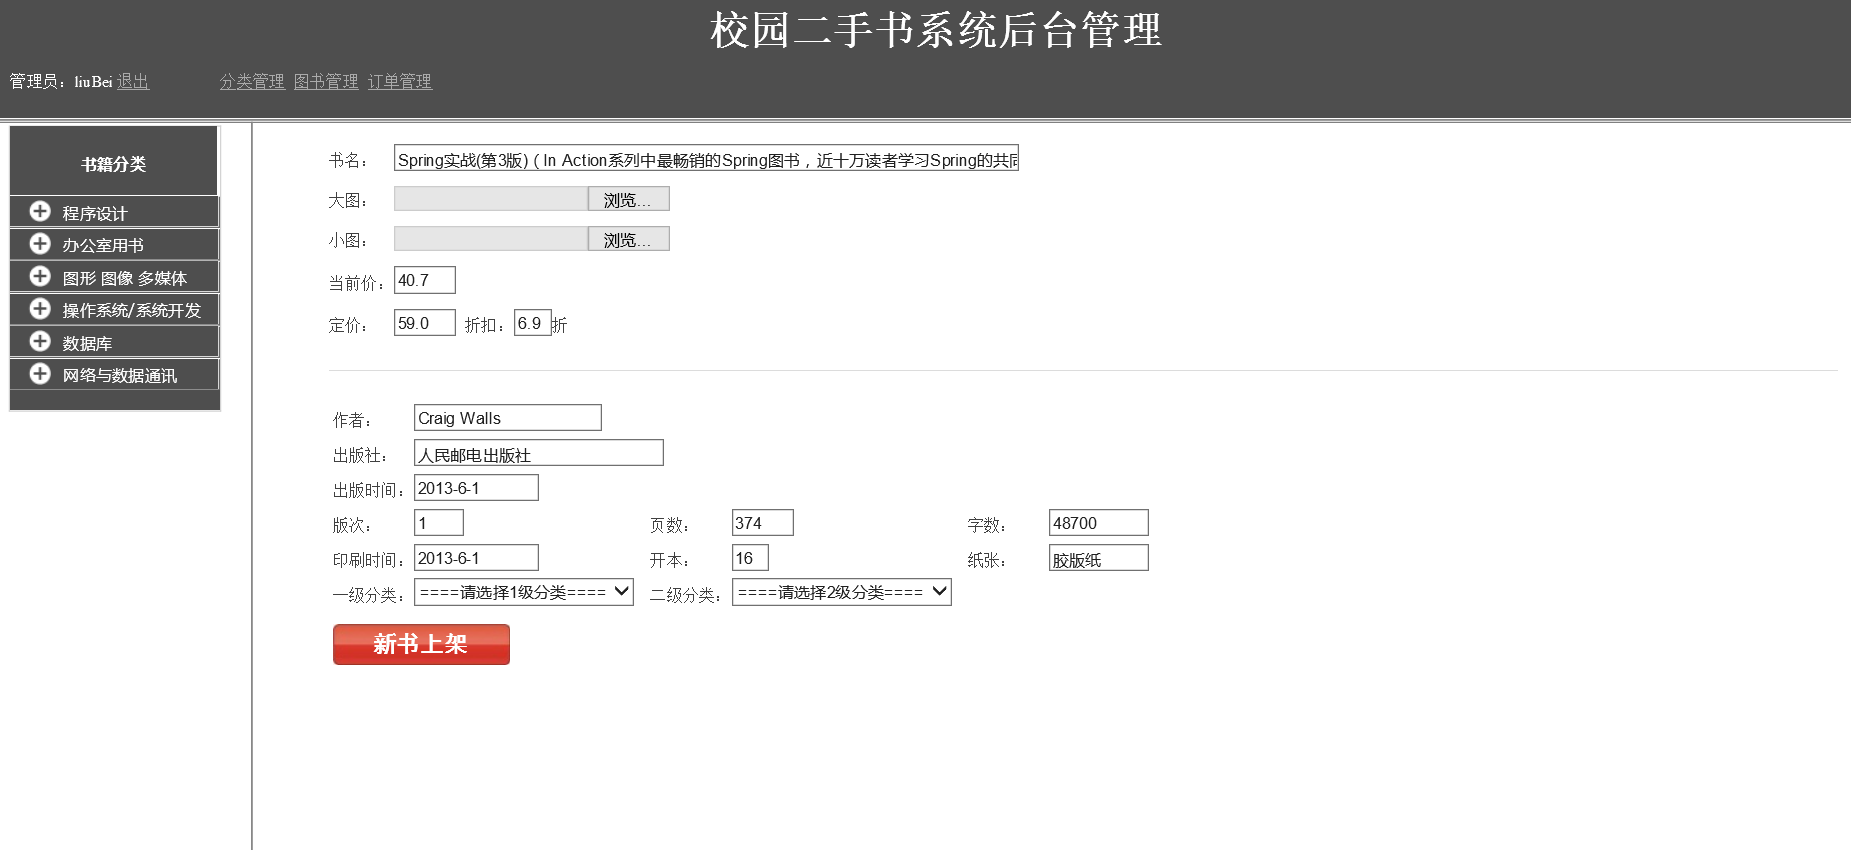 校园二手书系统后台管理
管理员：liuBei 退出 分类管理 图书管理 订单管理
书籍分类
程序设计
办公室用书
图形 图像 多媒体
操作系统/系统开发
数据库
网络与数据通讯
书名： Spring实战(第3版) ( In Action系列中最畅销的Spring图书，近十万读者学习Spring的共同
大图： 浏览...
小图： 浏览...
当前价： 40.7
定价： 59.0 折扣：6.9折
作者： Craig Walls
出版社： 人民邮电出版社
出版时间： 2013-6-1
版次： 1 页数： 374 字数： 48700
印刷时间： 2013-6-1 开本： 16 纸张： 胶版纸
一级分类： ====请选择1级分类==== 二级分类： ====请选择2级分类====
新书上架